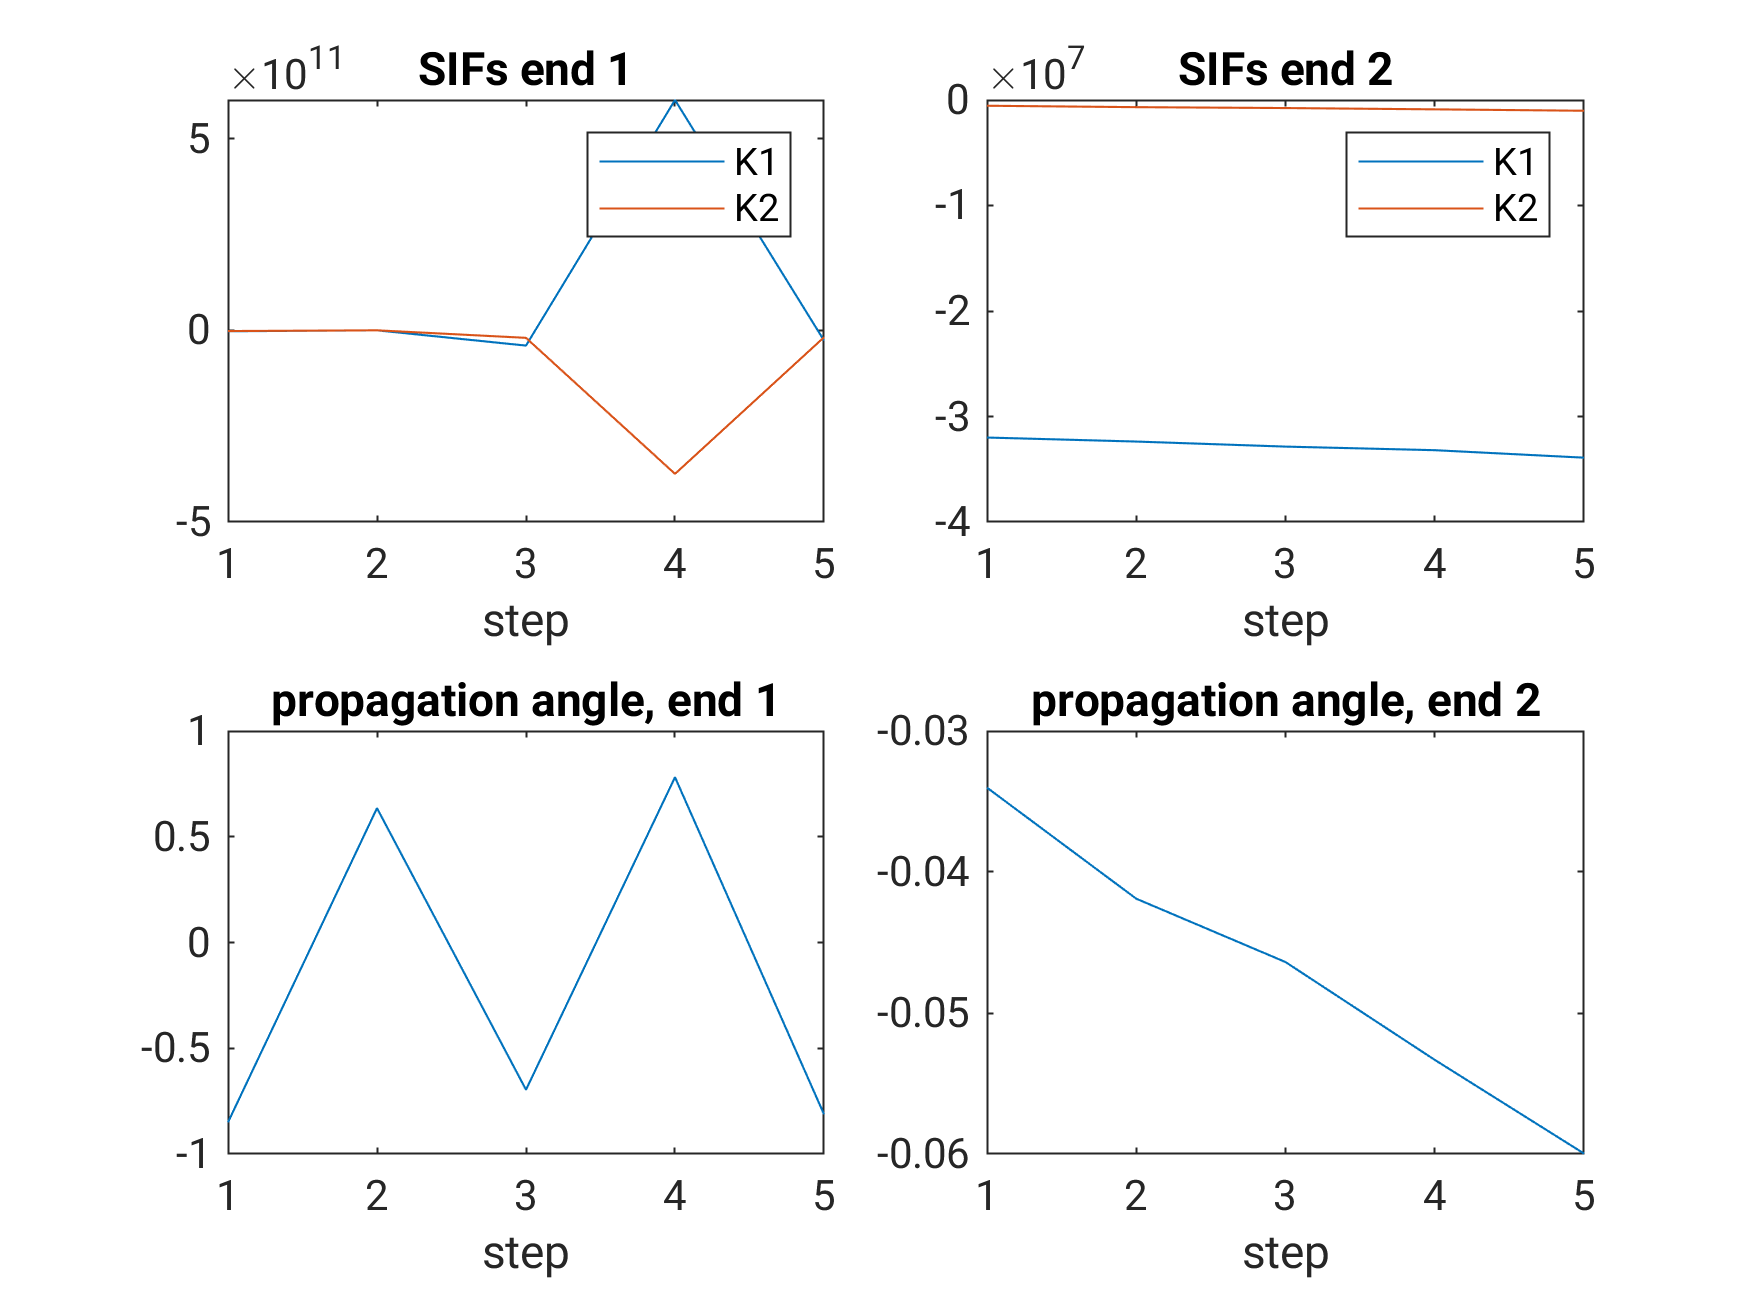 ×10^11 SIFs end 1
5
0
-5
K1
K2
1 2 3 4 5
step
×10^7 SIFs end 2
0
-1
-2
-3
-4
K1
K2
1 2 3 4 5
step
propagation angle, end 1
1
0.5
0
-0.5
-1
1 2 3 4 5
step
propagation angle, end 2
-0.03
-0.04
-0.05
-0.06
1 2 3 4 5
step